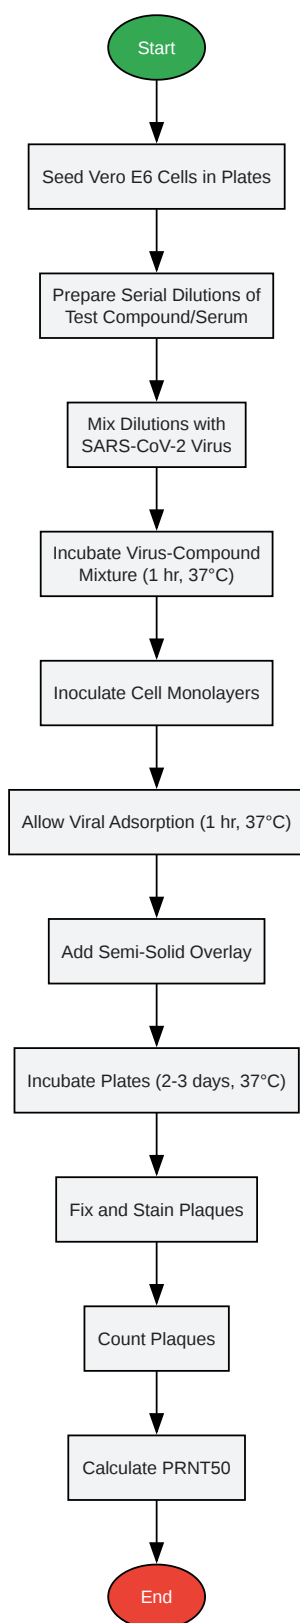 Start
Seed Vero E6 Cells in Plates
Prepare Serial Dilutions of
Test Compound/Serum
Mix Dilutions with
SARS-CoV-2 Virus
Incubate Virus-Compound
Mixture (1 hr, 37°C)
Inoculate Cell Monolayers
Allow Viral Adsorption (1 hr, 37°C)
Add Semi-Solid Overlay
Incubate Plates (2-3 days, 37°C)
Fix and Stain Plaques
Count Plaques
Calculate PRNT50
End